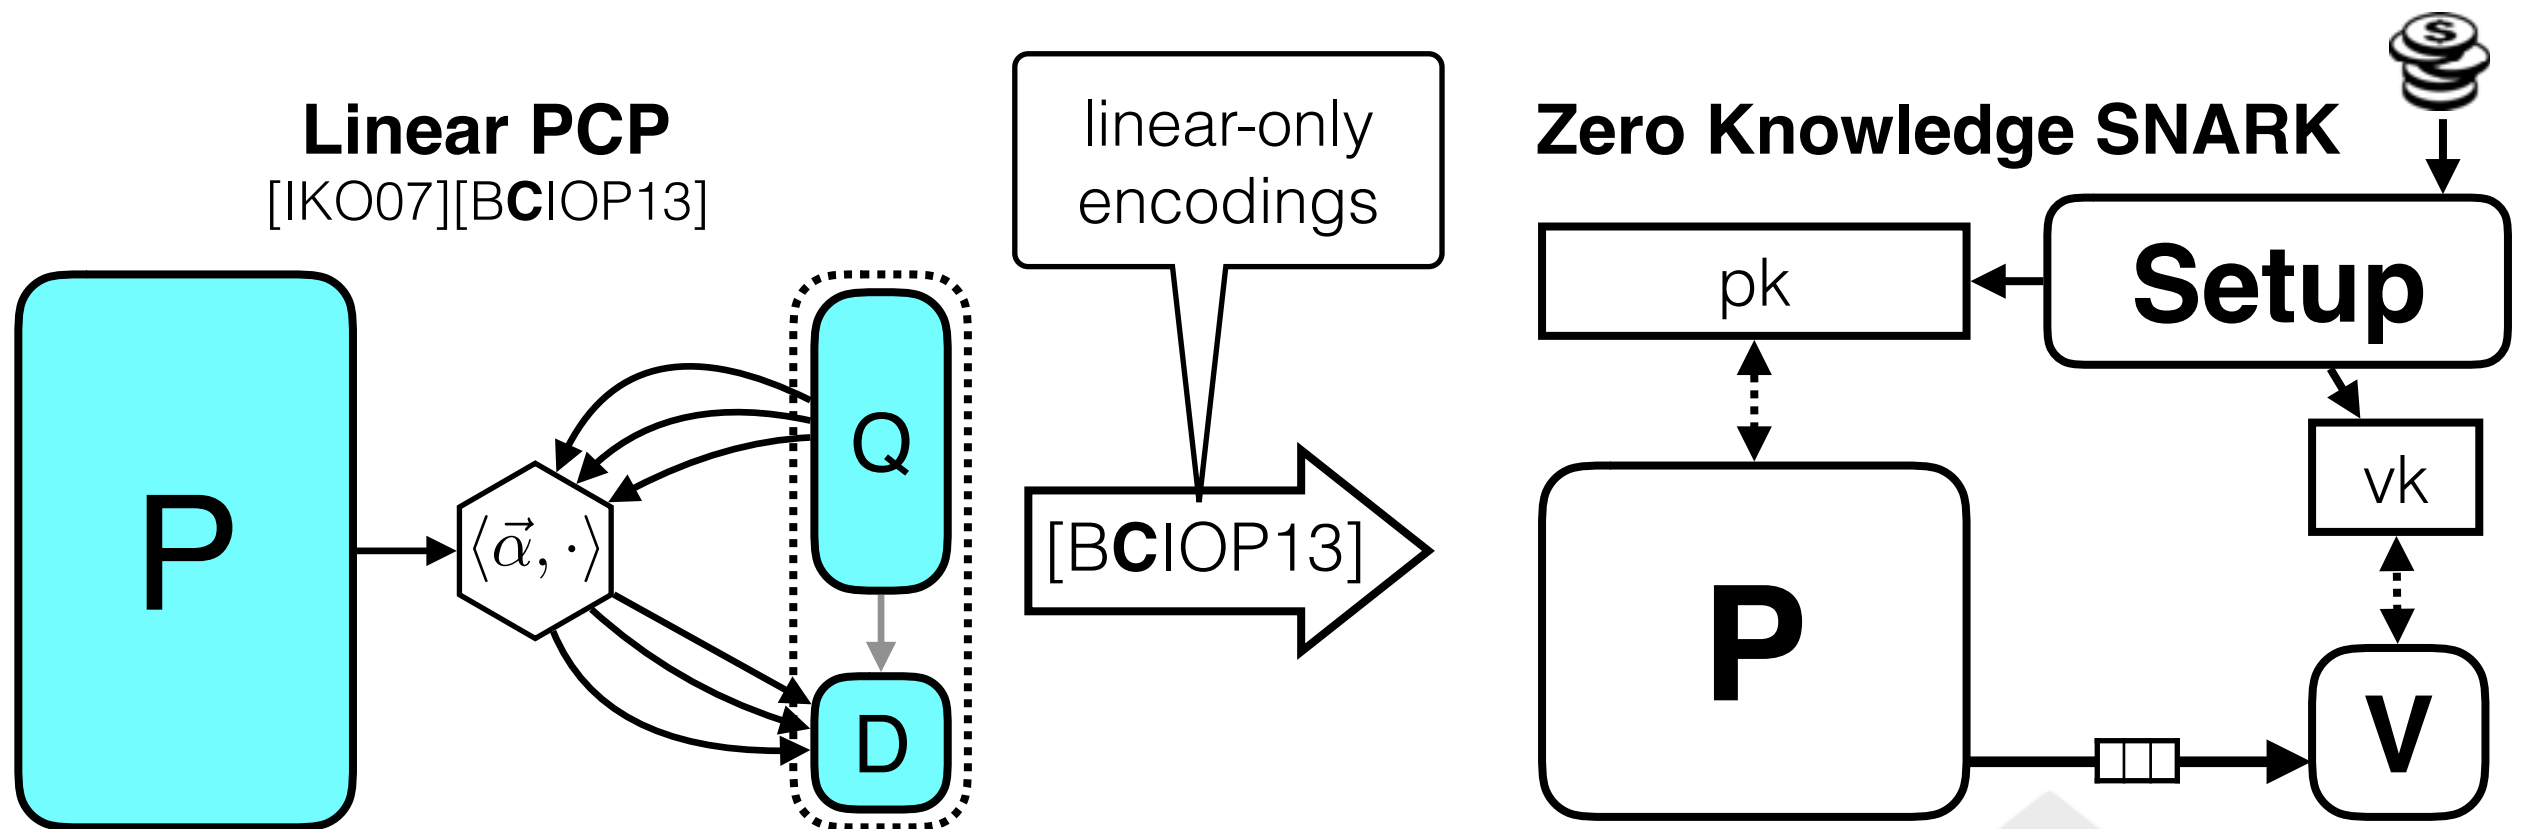 Linear PCP
[IKO07][BCIOP13]
P
⟨α⃗, ·⟩
Q
D
linear-only
encodings
[BCIOP13]
Zero Knowledge SNARK
$
Setup
pk
vk
P
V